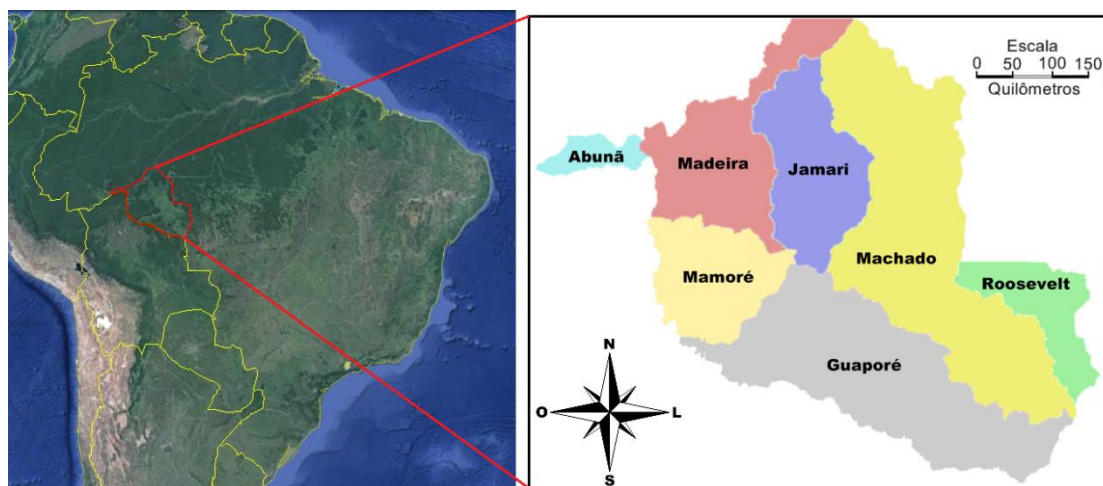 Escala
0 50 100 150
Quilômetros
Abunã
Madeira
Jamari
Mamoré
Machado
Roosevelt
Guaporé
N
O L
S